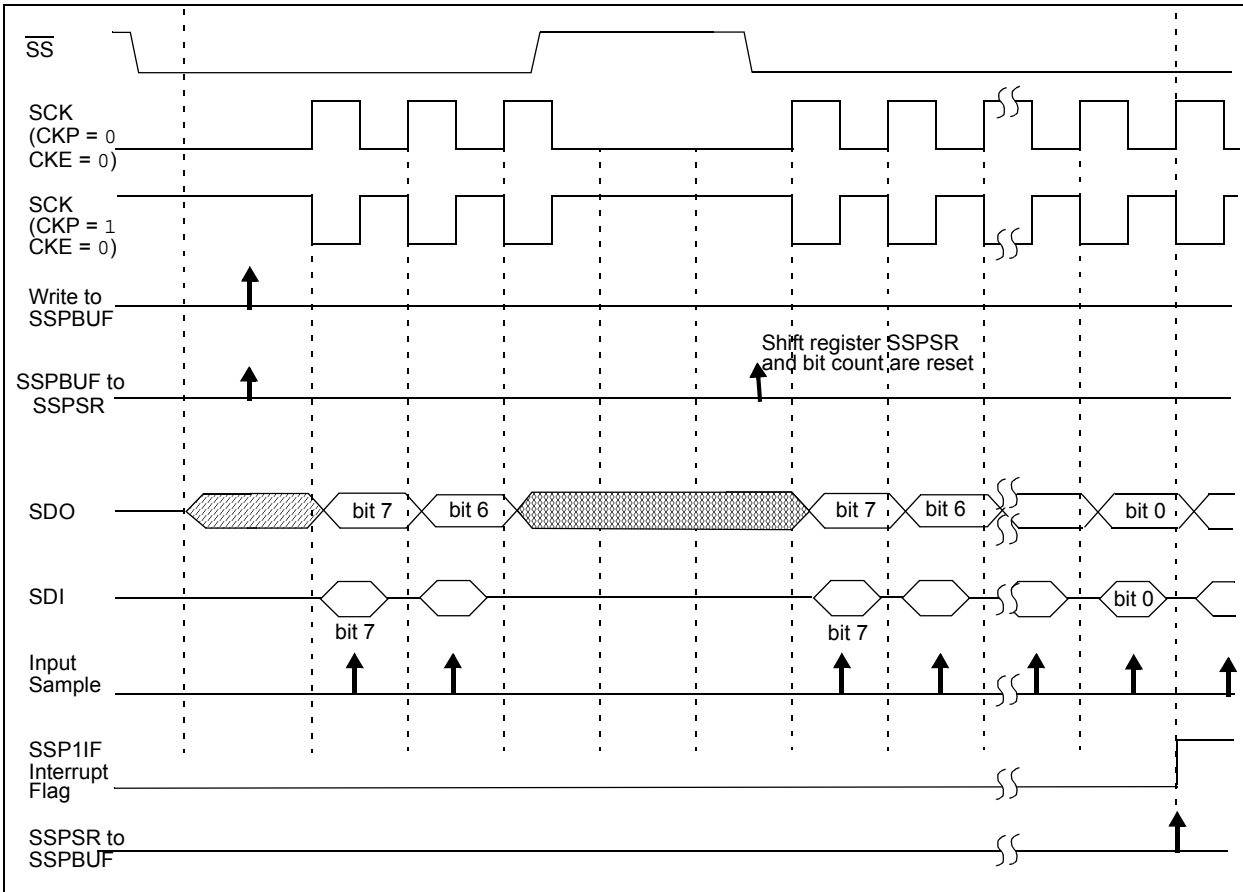 SS
SCK
(CKP = 0
CKE = 0)
SCK
(CKP = 1
CKE = 0)
Write to
SSPBUF
Shift register SSPSR
and bit count are reset
SSPBUF to
SSPSR
SDO
bit 7
bit 6
bit 7
bit 6
bit 0
SDI
bit 0
bit 7
bit 7
Input
Sample
SSP1IF
Interrupt
Flag
SSPSR to
SSPBUF